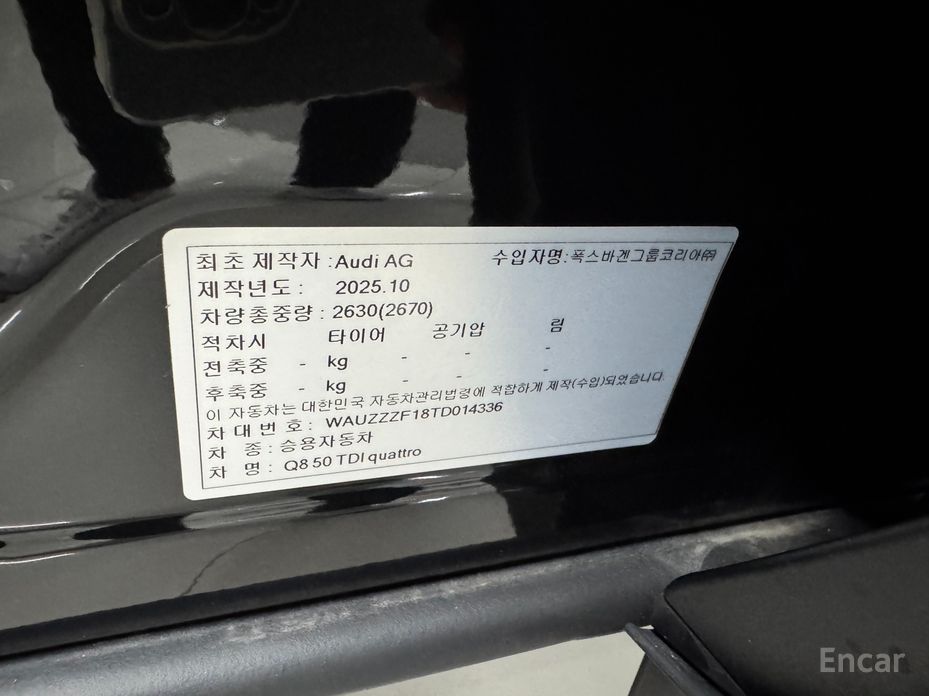 최초 제작자 : Audi AG 수입자명: 폭스바겐그룹코리아㈜
제작년도 : 2025.10
차량총중량 : 2630(2670)
적차시 타이어 공기압 림
전축중 - kg - - -
후축중 - kg - - -
이 자동차는 대한민국 자동차관리법령에 적합하게 제작(수입)되었습니다.
차 대 번 호 : WAUZZZF18TD014336
차 종 : 승용자동차
차 명 : Q8 50 TDI quattro
Encar